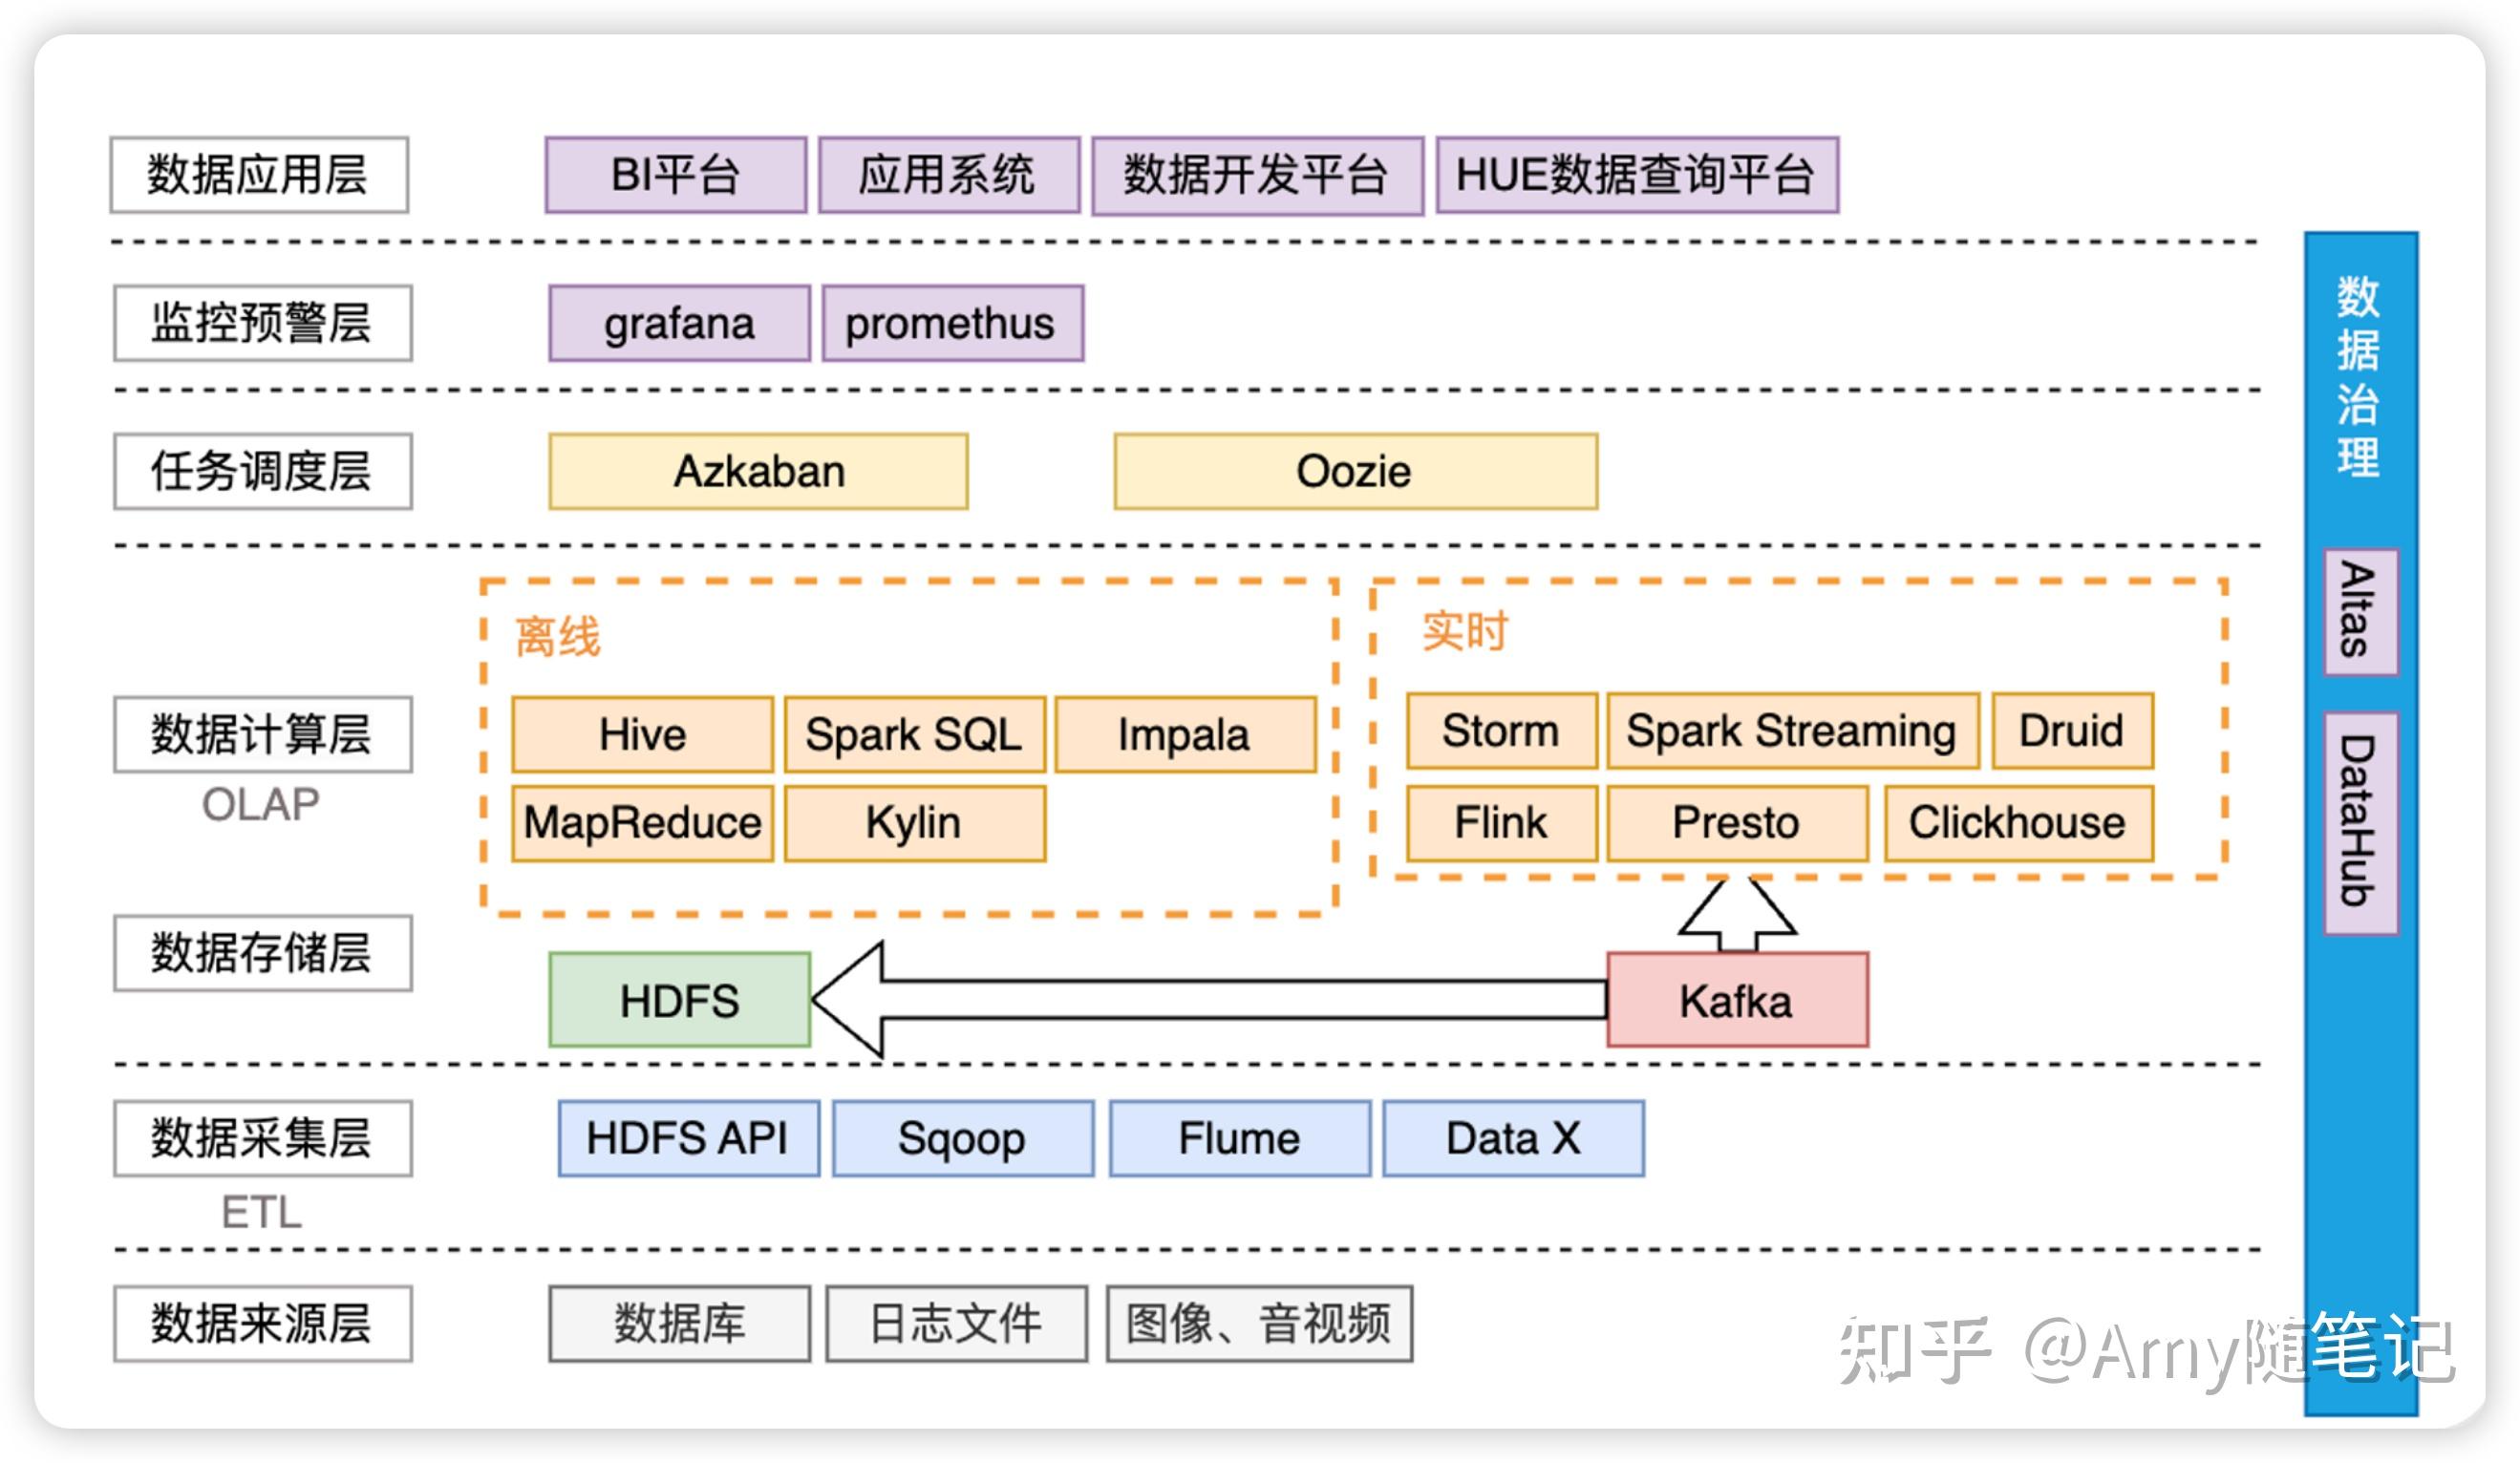 数据应用层
BI平台
应用系统
数据开发平台
HUE数据查询平台
监控预警层
grafana
promethus
任务调度层
Azkaban
Oozie
离线
实时
数据计算层
OLAP
Hive
Spark SQL
Impala
MapReduce
Kylin
Storm
Spark Streaming
Druid
Flink
Presto
Clickhouse
数据存储层
HDFS
Kafka
数据采集层
ETL
HDFS API
Sqoop
Flume
Data X
数据来源层
数据库
日志文件
图像、音视频
数据治理
Altas
DataHub
知乎 @Amy随笔记